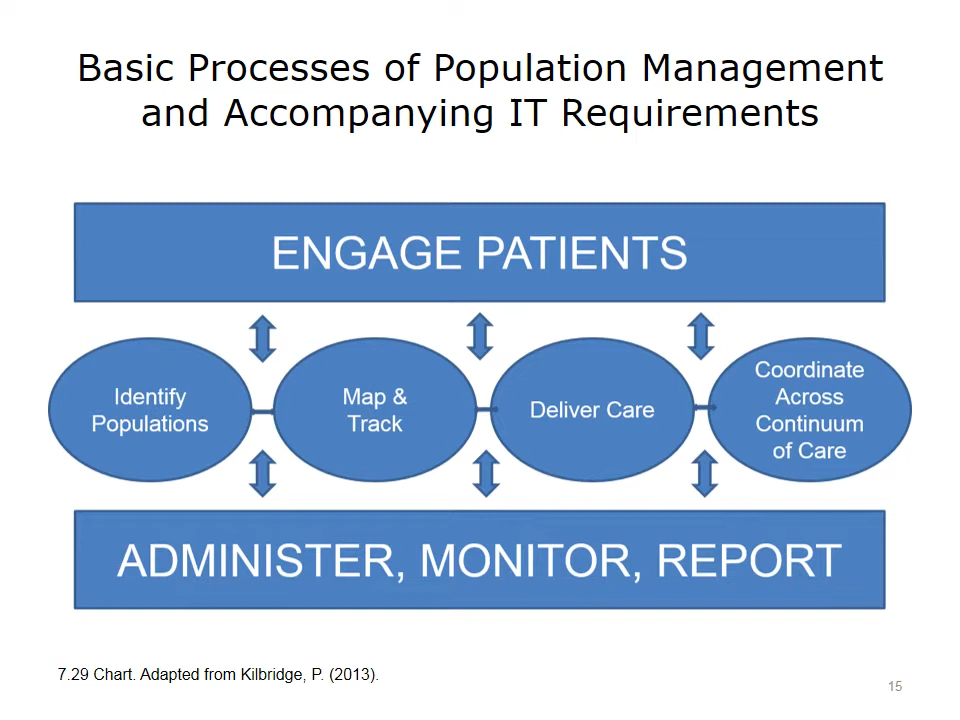 Basic Processes of Population Management
and Accompanying IT Requirements
ENGAGE PATIENTS
Identify
Populations
Map &
Track
Deliver Care
Coordinate
Across
Continuum
of Care
ADMINISTER, MONITOR, REPORT
7.29 Chart. Adapted from Kilbridge, P. (2013).
15